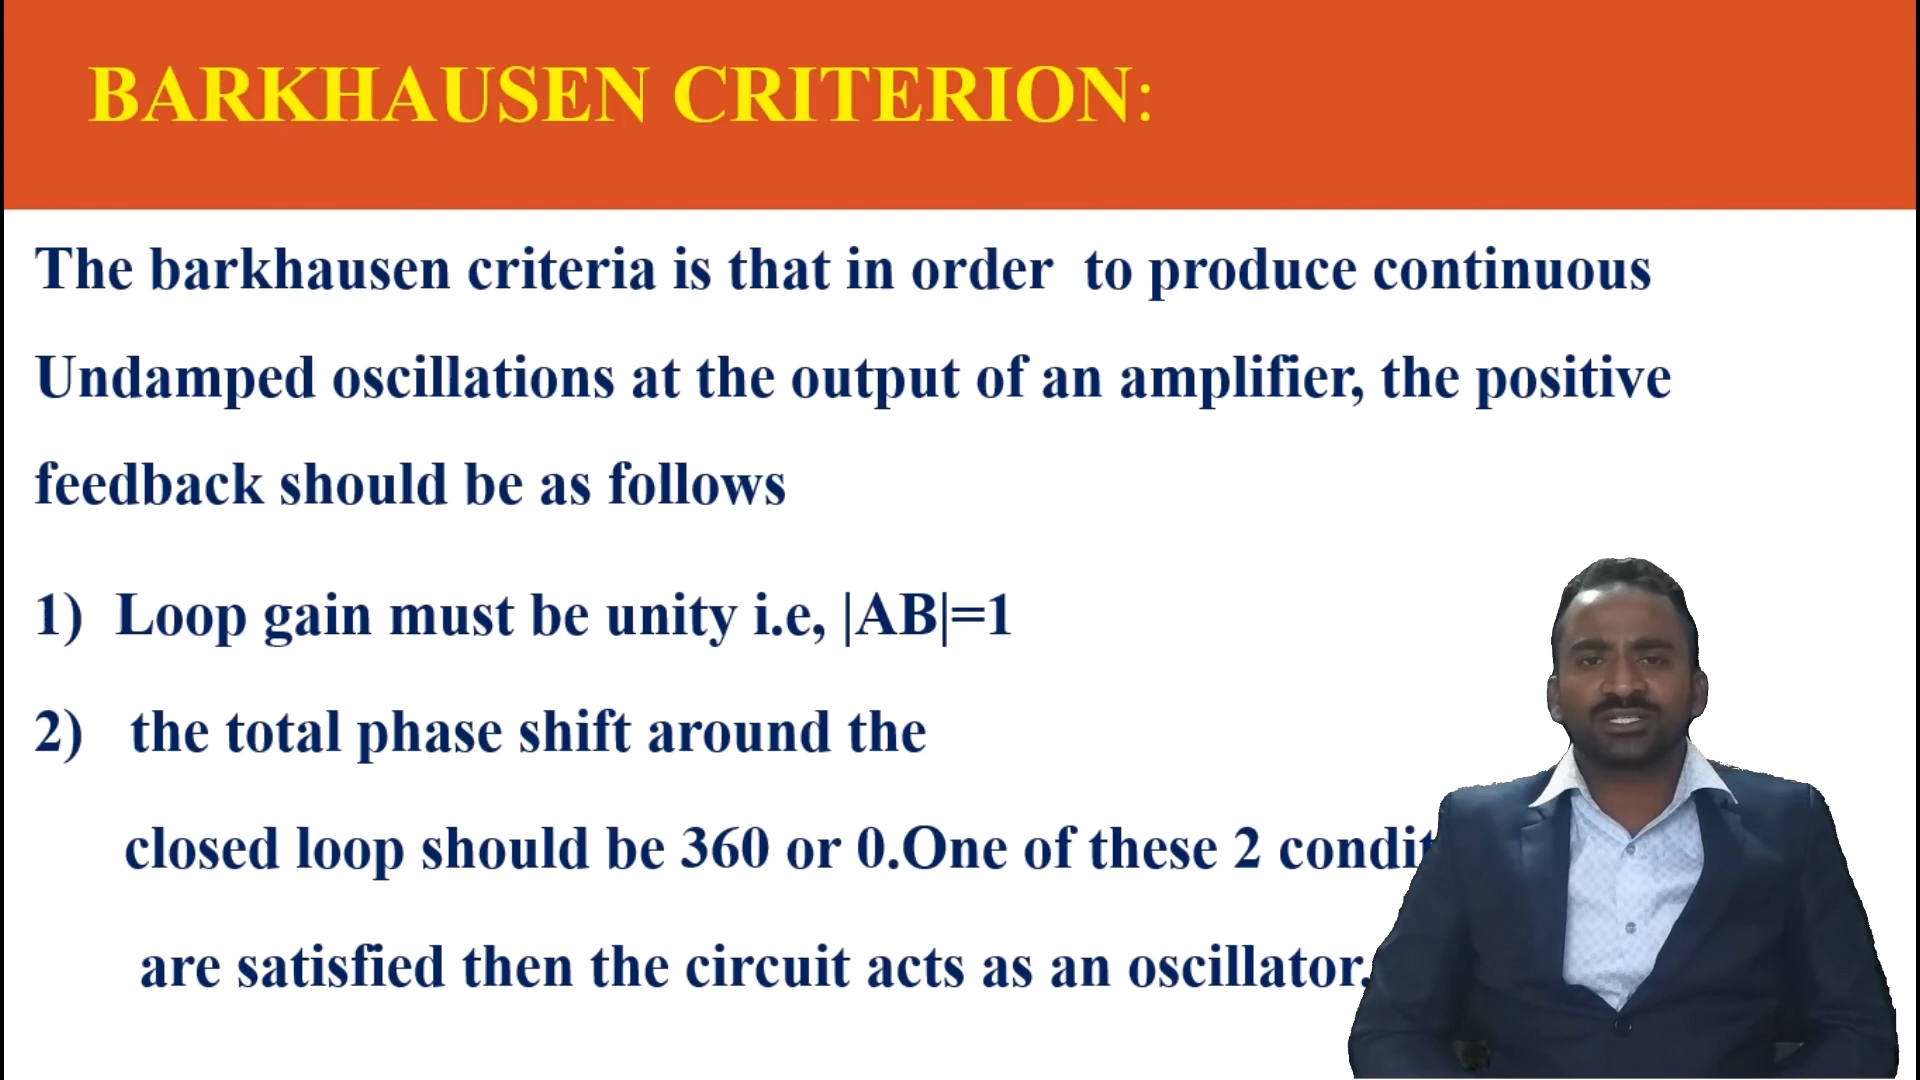 BARKHAUSEN CRITERION:
The barkhausen criteria is that in order to produce continuous
Undamped oscillations at the output of an amplifier, the positive
feedback should be as follows
1) Loop gain must be unity i.e, |AB|=1
2) the total phase shift around the
closed loop should be 360 or 0.One of these 2
are satisfied then the circuit acts as an oscillator.